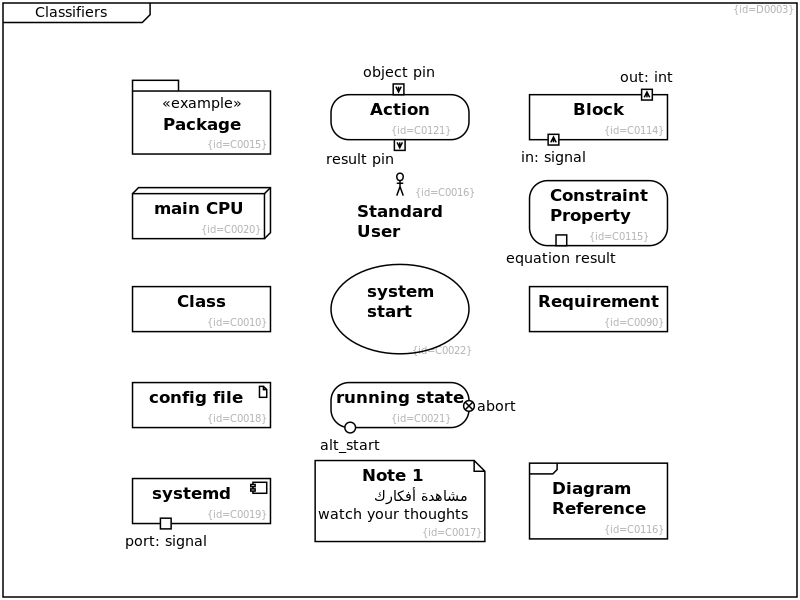 Classifiers
{id=D0003}
«example»
Package
{id=C0015}
object pin
Action
{id=C0121}
result pin
out: int
Block
{id=C0114}
in: signal
main CPU
{id=C0020}
{id=C0016}
Standard
User
Constraint
Property
{id=C0115}
equation result
Class
{id=C0010}
system
start
{id=C0022}
Requirement
{id=C0090}
config file
{id=C0018}
running state
{id=C0021}
abort
alt_start
systemd
{id=C0019}
port: signal
Note 1
مشاهدة أفكارك
watch your thoughts
{id=C0017}
Diagram
Reference
{id=C0116}